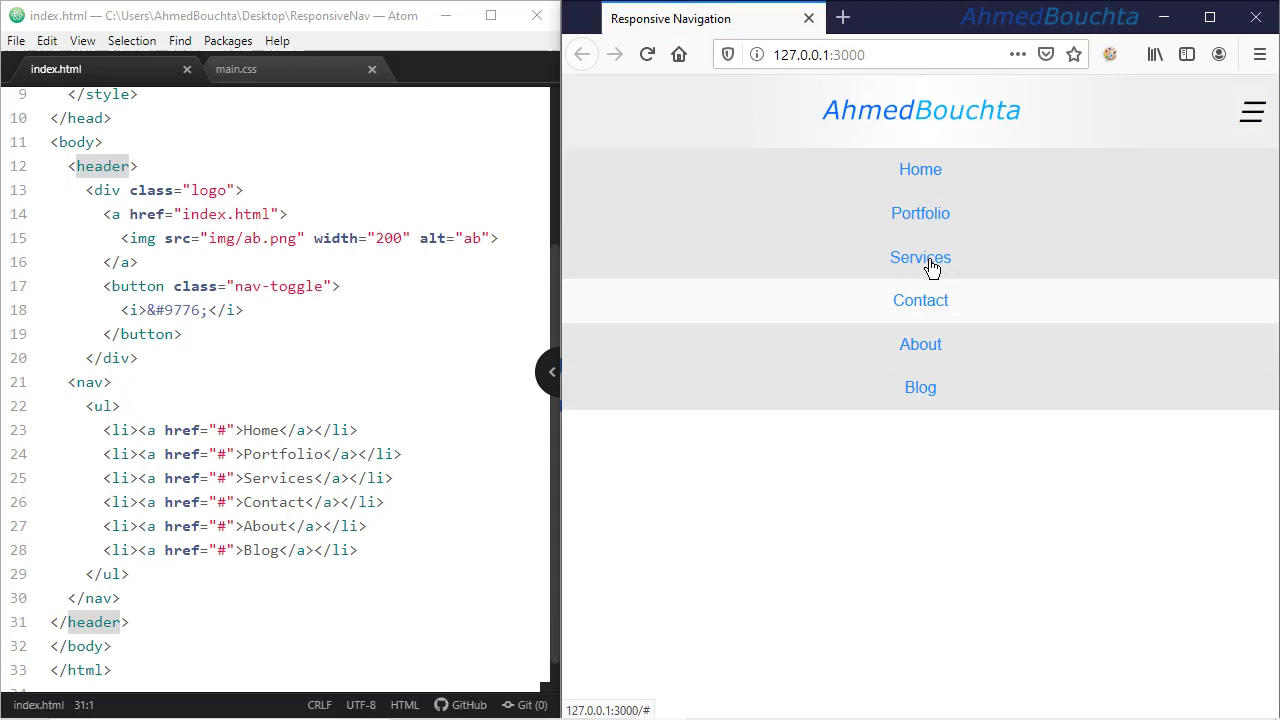 index.html — C:\Users\AhmedBouchta\Desktop\ResponsiveNav — Atom
File Edit View Selection Find Packages Help
index.html
main.css
9 </style>
10 </head>
11 <body>
12 <header>
13 <div class="logo">
14 <a href="index.html">
15 <img src="img/ab.png" width="200" alt="ab">
16 </a>
17 <button class="nav-toggle">
18 <i>&#9776;</i>
19 </button>
20 </div>
21 <nav>
22 <ul>
23 <li><a href="#">Home</a></li>
24 <li><a href="#">Portfolio</a></li>
25 <li><a href="#">Services</a></li>
26 <li><a href="#">Contact</a></li>
27 <li><a href="#">About</a></li>
28 <li><a href="#">Blog</a></li>
29 </ul>
30 </nav>
31 </header>
32 </body>
33 </html>
index.html 31:1 CRLF UTF-8 HTML GitHub Git (0)
Responsive Navigation
AhmedBouchta
127.0.0.1:3000
AhmedBouchta
Home
Portfolio
Services
Contact
About
Blog
127.0.0.1:3000/#